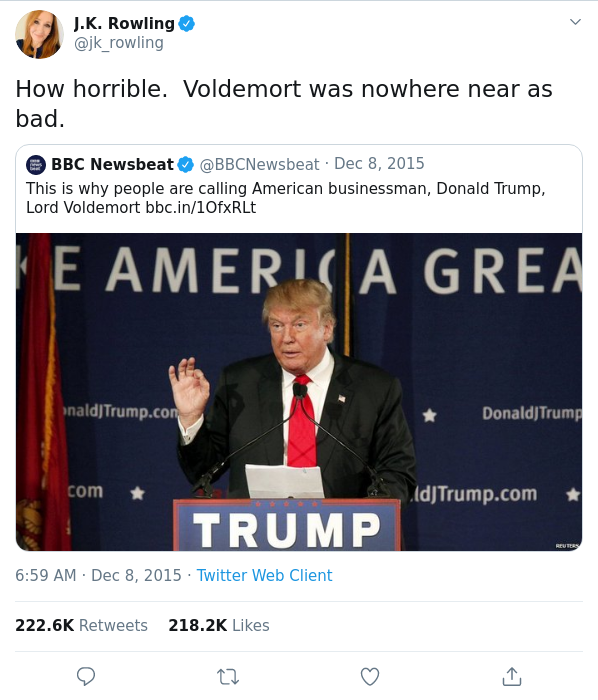 J.K. Rowling
@jk_rowling
How horrible.  Voldemort was nowhere near as
bad.
BBC Newsbeat @BBCNewsbeat · Dec 8, 2015
This is why people are calling American businessman, Donald Trump,
Lord Voldemort bbc.in/1OfxRLt
KE AMERICA GREA
onaldJTrump.com
DonaldJTrump
com
ldJTrump.com
TRUMP
REUTERS
6:59 AM · Dec 8, 2015 · Twitter Web Client
222.6K Retweets 218.2K Likes